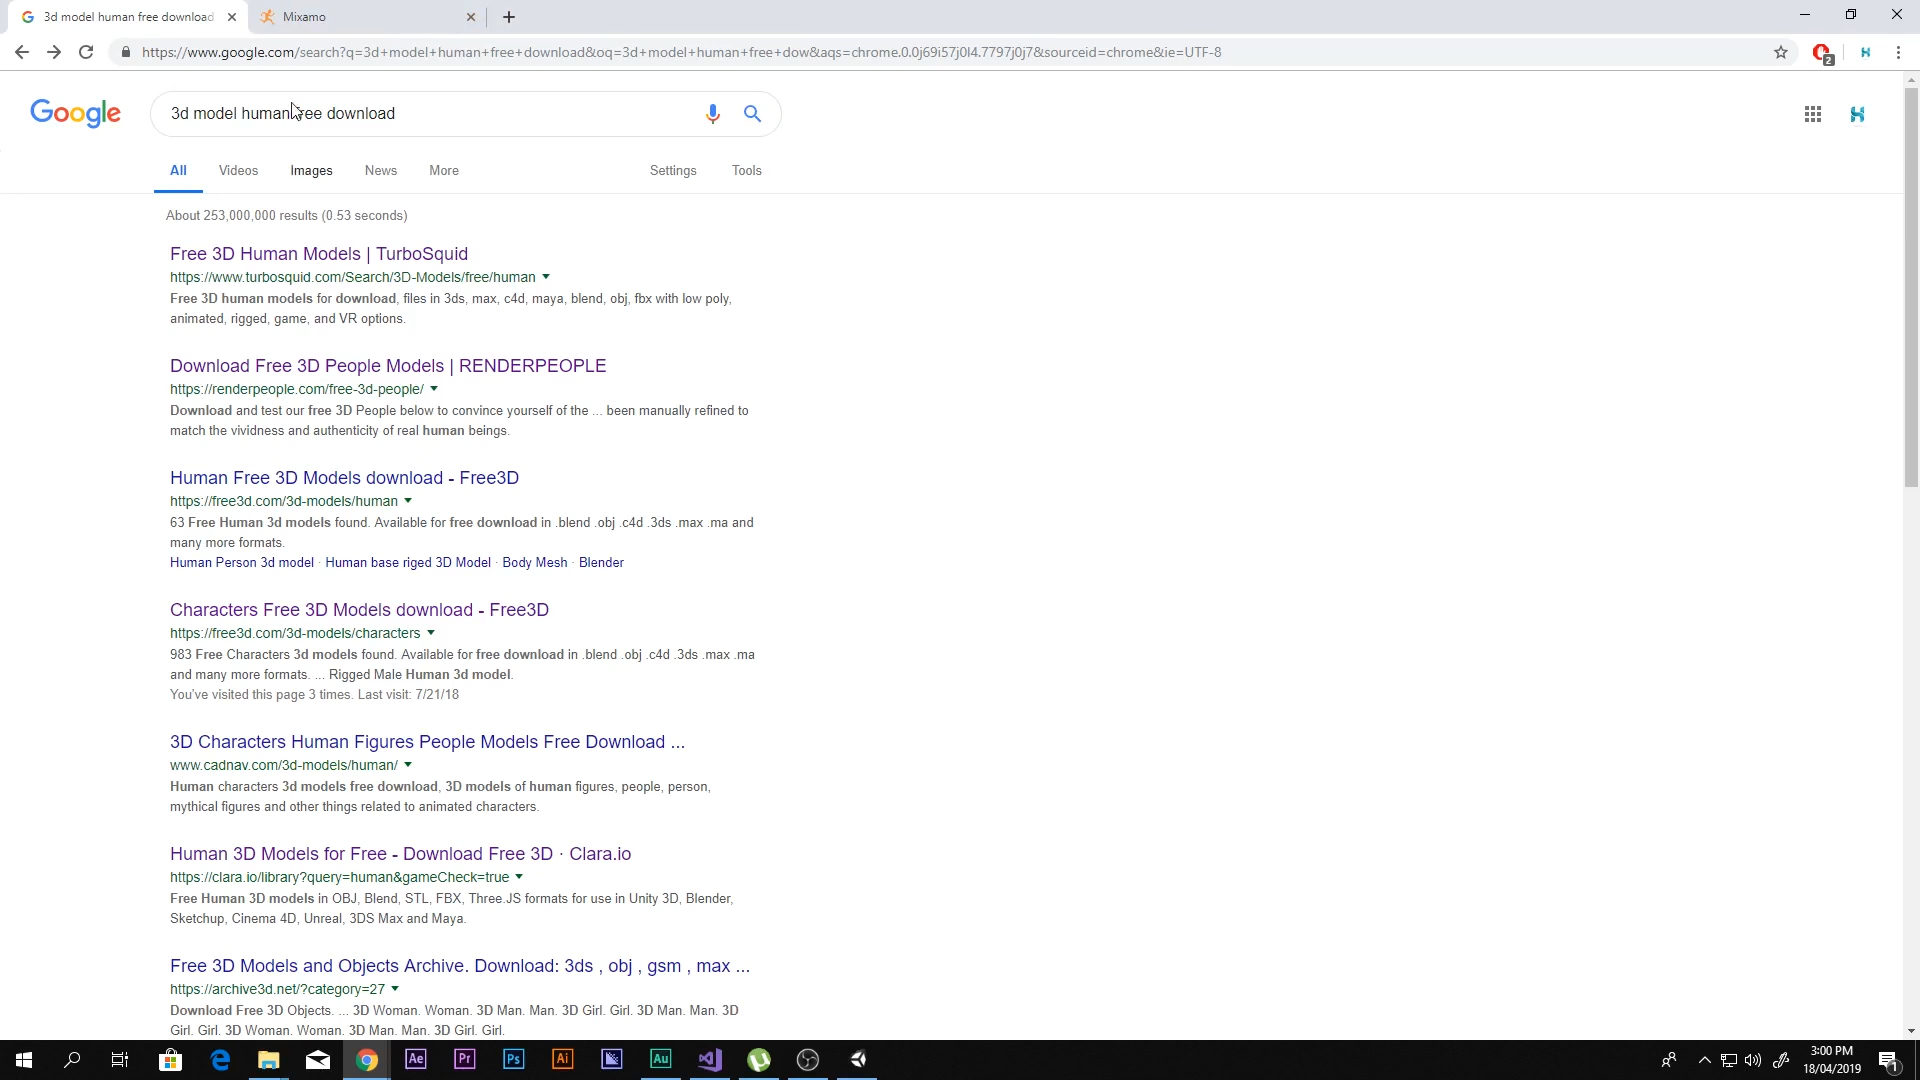 3d model human free download
Mixamo
https://www.google.com/search?q=3d+model+human+free+download&oq=3d+model+human+free+dow&aqs=chrome.0.0j69i57j0l4.7797j0j7&sourceid=chrome&ie=UTF-8
2
H
Google
3d model human free download
All
Videos
Images
News
More
Settings
Tools
About 253,000,000 results (0.53 seconds)
Free 3D Human Models | TurboSquid
https://www.turbosquid.com/Search/3D-Models/free/human
Free 3D human models for download, files in 3ds, max, c4d, maya, blend, obj, fbx with low poly,
animated, rigged, game, and VR options.
Download Free 3D People Models | RENDERPEOPLE
https://renderpeople.com/free-3d-people/
Download and test our free 3D People below to convince yourself of the ... been manually refined to
match the vividness and authenticity of real human beings.
Human Free 3D Models download - Free3D
https://free3d.com/3d-models/human
63 Free Human 3d models found. Available for free download in .blend .obj .c4d .3ds .max .ma and
many more formats.
Human Person 3d model · Human base riged 3D Model · Body Mesh · Blender
Characters Free 3D Models download - Free3D
https://free3d.com/3d-models/characters
983 Free Characters 3d models found. Available for free download in .blend .obj .c4d .3ds .max .ma
and many more formats. ... Rigged Male Human 3d model.
You've visited this page 3 times. Last visit: 7/21/18
3D Characters Human Figures People Models Free Download ...
www.cadnav.com/3d-models/human/
Human characters 3d models free download, 3D models of human figures, people, person,
mythical figures and other things related to animated characters.
Human 3D Models for Free - Download Free 3D · Clara.io
https://clara.io/library?query=human&gameCheck=true
Free Human 3D models in OBJ, Blend, STL, FBX, Three.JS formats for use in Unity 3D, Blender,
Sketchup, Cinema 4D, Unreal, 3DS Max and Maya.
Free 3D Models and Objects Archive. Download: 3ds , obj , gsm , max ...
https://archive3d.net/?category=27
Download Free 3D Objects. ... 3D Woman. Woman. 3D Man. Man. 3D Girl. Girl. 3D Man. Man. 3D
Girl. Girl. 3D Woman. Woman. 3D Man. Man. 3D Girl. Girl.
Ae
Pr
Ps
Ai
Au
3:00 PM
18/04/2019
1